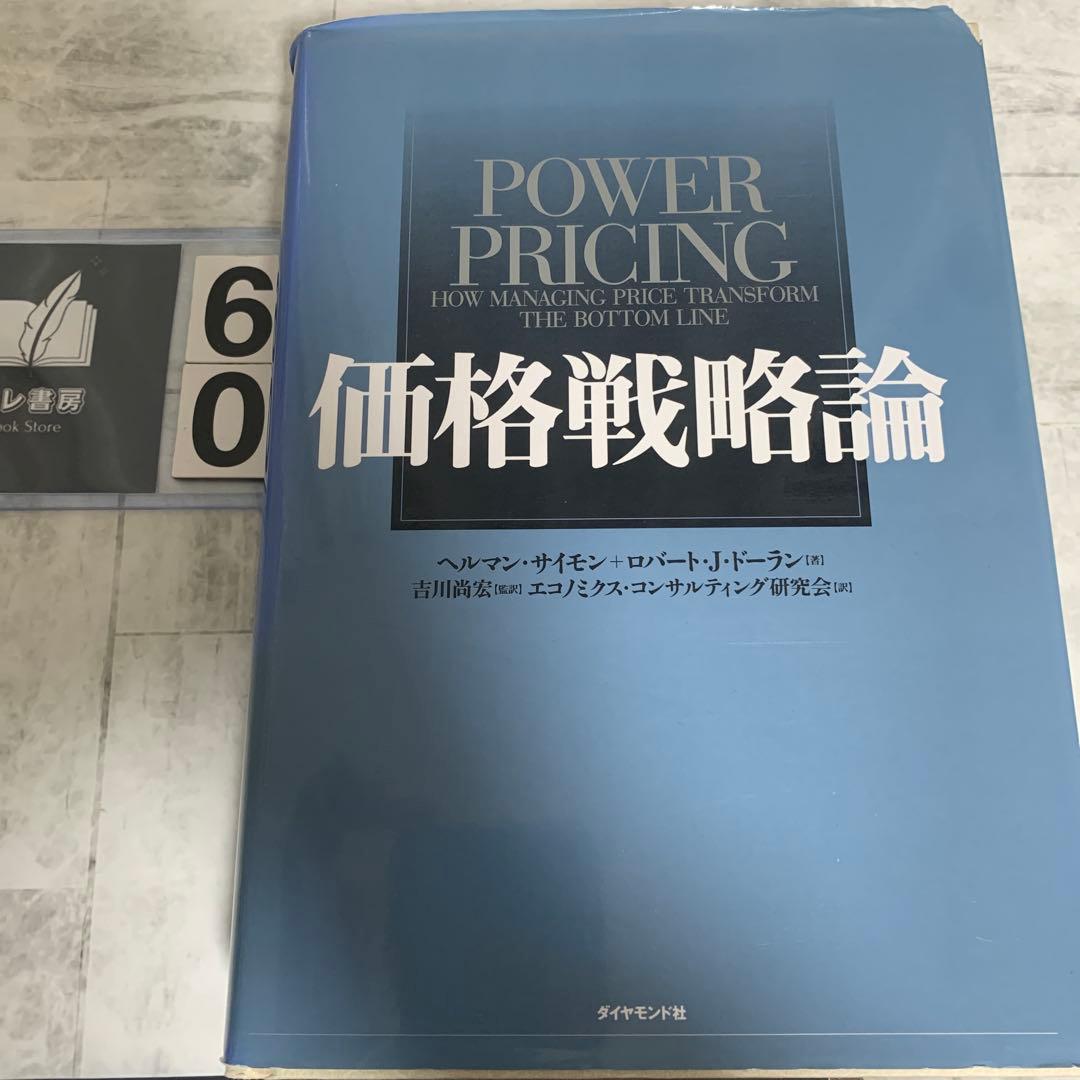 POWER
PRICING
HOW MANAGING PRICE TRANSFORM
THE BOTTOM LINE
価格戦略論
ヘルマン・サイモン+ロバート・J・ドーラン【著】
吉川尚宏【監訳】エコノミクス・コンサルティング研究会【訳】
ダイヤモンド社
6
0
レ書房
ok Store